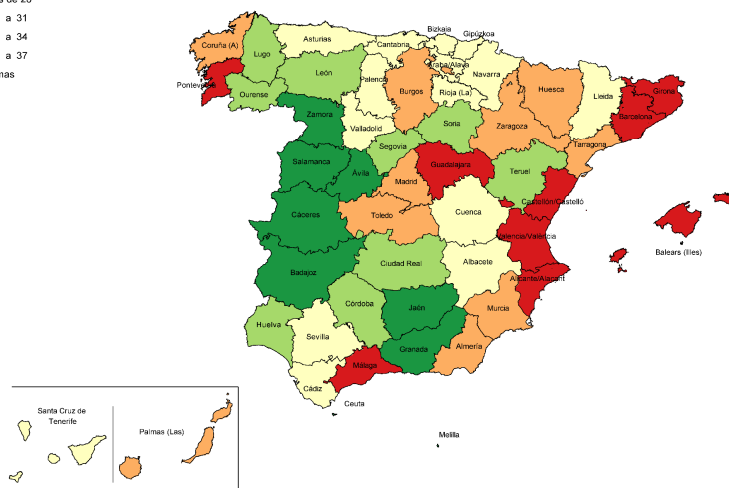 a 31
a 34
a 37
Bizkaia
Gipúzkoa
Asturias
Cantabria
Coruña (A)
Lugo
Araba/Álava
Navarra
León
Palencia
Huesca
Pontevedra
Ourense
Burgos
Rioja (La)
Lleida
Girona
Zamora
Valladolid
Soria
Zaragoza
Barcelona
Tarragona
Segovia
Salamanca
Ávila
Guadalajara
Teruel
Madrid
Castellón/Castelló
Cáceres
Toledo
Cuenca
Valencia/València
Balears (Illes)
Ciudad Real
Albacete
Badajoz
Alicante/Alacant
Córdoba
Jaén
Murcia
Huelva
Sevilla
Granada
Almería
Málaga
Cádiz
Ceuta
Santa Cruz de
Tenerife
Palmas (Las)
Melilla